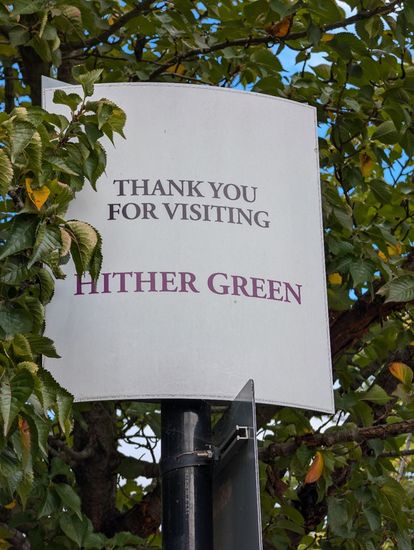 THANK YOU
FOR VISITING
HITHER GREEN